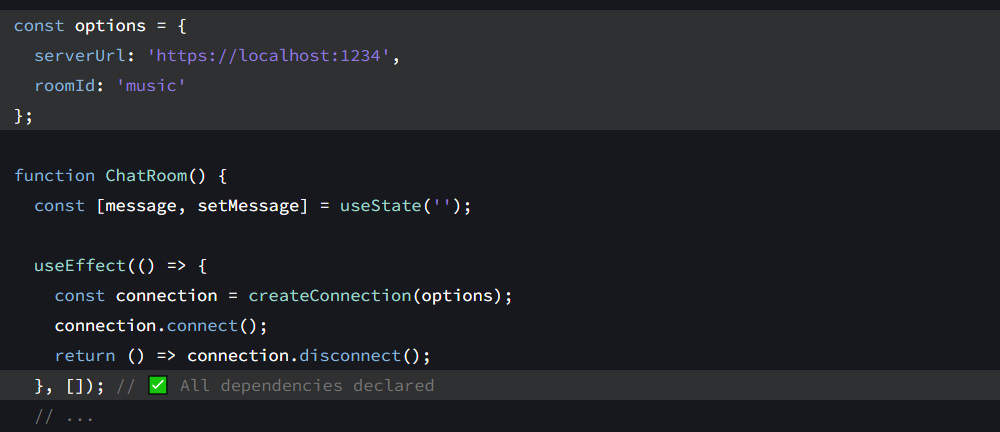 const options = {
  serverUrl: 'https://localhost:1234',
  roomId: 'music'
};

function ChatRoom() {
  const [message, setMessage] = useState('');

  useEffect(() => {
    const connection = createConnection(options);
    connection.connect();
    return () => connection.disconnect();
  }, []); // ✅ All dependencies declared
  // ...